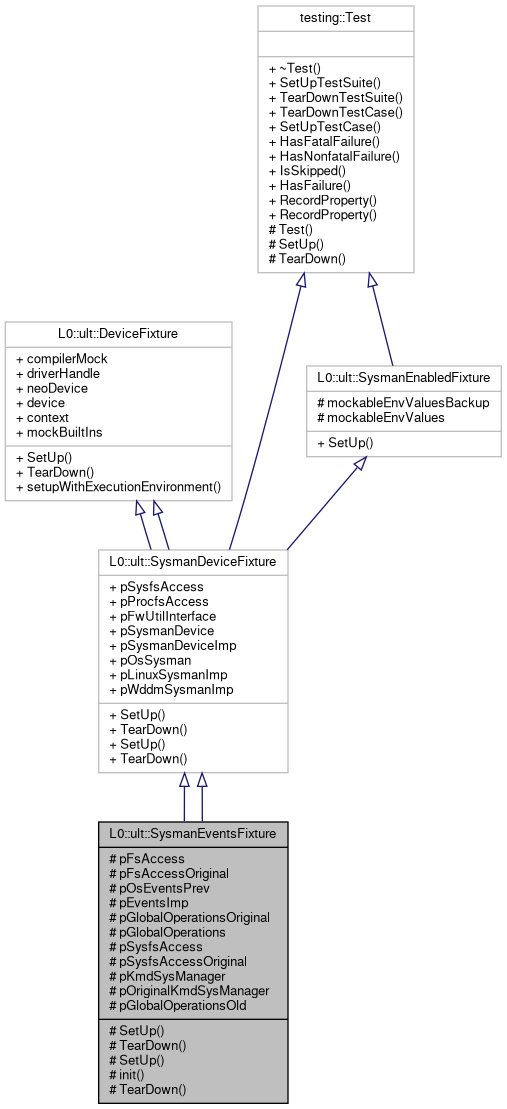 testing::Test
+ ~Test()
+ SetUpTestSuite()
+ TearDownTestSuite()
+ TearDownTestCase()
+ SetUpTestCase()
+ HasFatalFailure()
+ HasNonfatalFailure()
+ IsSkipped()
+ HasFailure()
+ RecordProperty()
+ RecordProperty()
# Test()
# SetUp()
# TearDown()
L0::ult::DeviceFixture
+ compilerMock
+ driverHandle
+ neoDevice
+ device
+ context
+ mockBuiltIns
+ SetUp()
+ TearDown()
+ setupWithExecutionEnvironment()
L0::ult::SysmanEnabledFixture
# mockableEnvValuesBackup
# mockableEnvValues
+ SetUp()
L0::ult::SysmanDeviceFixture
+ pSysfsAccess
+ pProcfsAccess
+ pFwUtilInterface
+ pSysmanDevice
+ pSysmanDeviceImp
+ pOsSysman
+ pLinuxSysmanImp
+ pWddmSysmanImp
+ SetUp()
+ TearDown()
+ SetUp()
+ TearDown()
L0::ult::SysmanEventsFixture
# pFsAccess
# pFsAccessOriginal
# pOsEventsPrev
# pEventsImp
# pGlobalOperationsOriginal
# pGlobalOperations
# pSysfsAccess
# pSysfsAccessOriginal
# pKmdSysManager
# pOriginalKmdSysManager
# pGlobalOperationsOld
# SetUp()
# TearDown()
# SetUp()
# init()
# TearDown()